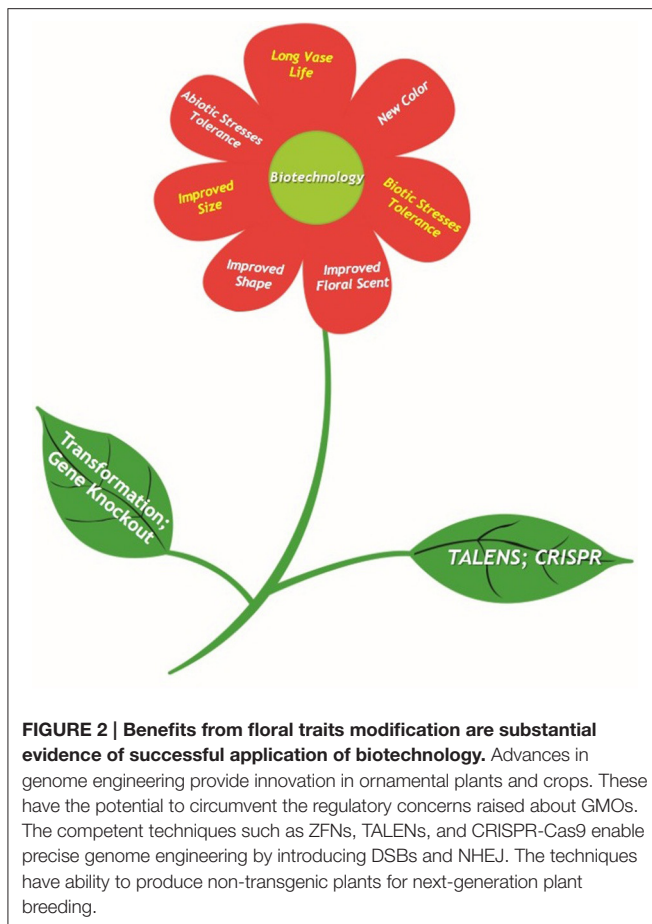 Long Vase
Life
New Color
Abiotic Stresses
Tolerance
Biotechnology
Biotic Stresses
Tolerance
Improved
Size
Improved
Shape
Improved
Floral Scent
Transformation;
Gene Knockout
TALENS; CRISPR
FIGURE 2 | Benefits from floral traits modification are substantial
evidence of successful application of biotechnology. Advances in
genome engineering provide innovation in ornamental plants and crops. These
have the potential to circumvent the regulatory concerns raised about GMOs.
The competent techniques such as ZFNs, TALENs, and CRISPR-Cas9 enable
precise genome engineering by introducing DSBs and NHEJ. The techniques
have ability to produce non-transgenic plants for next-generation plant
breeding.